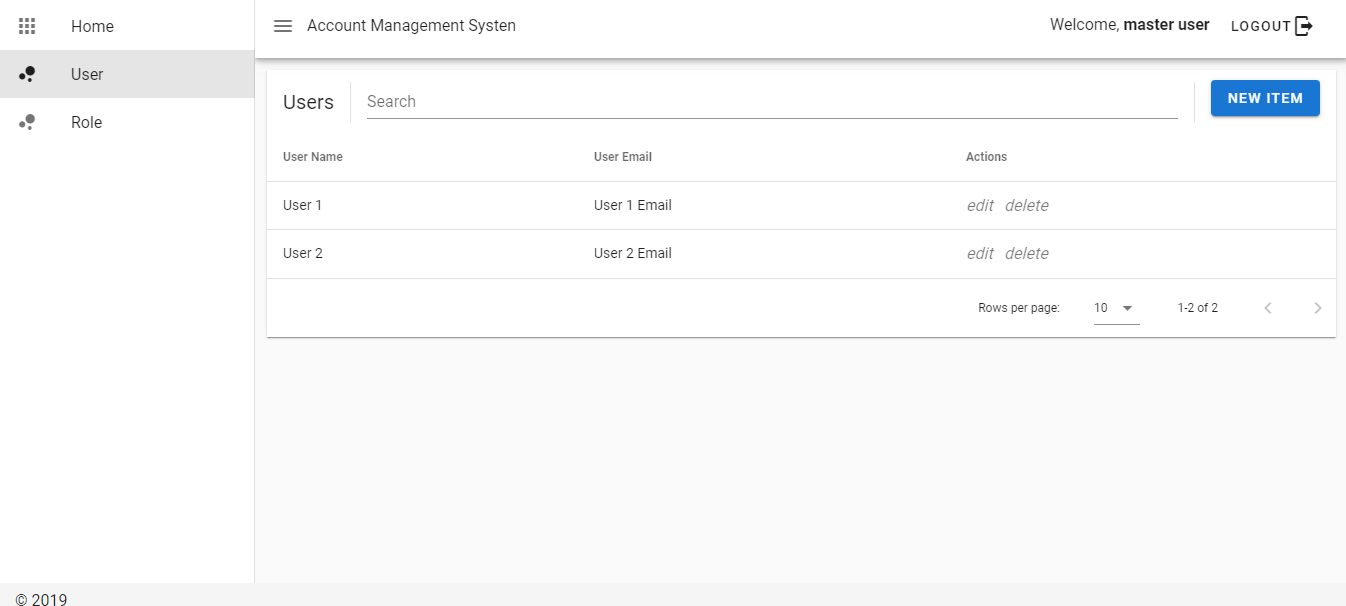 Home
User
Role
Account Management Systen
Welcome, master user
LOGOUT
Users
Search
NEW ITEM
User Name User Email Actions
User 1 User 1 Email edit delete
User 2 User 2 Email edit delete
Rows per page: 10 1-2 of 2
© 2019